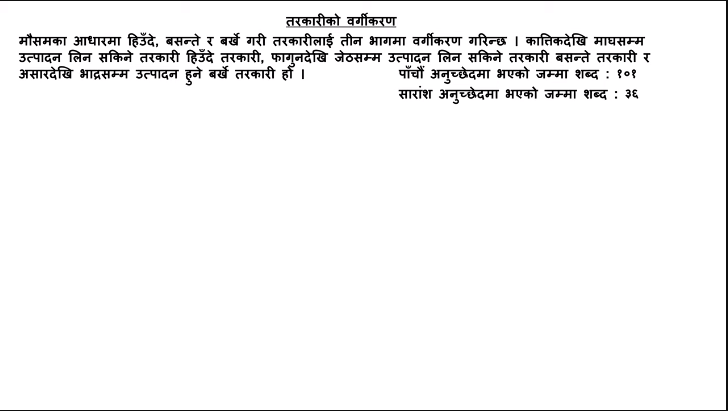 तरकारीको वर्गीकरण
मौसमका आधारमा हिउँदे, बसन्ते र बर्खे गरी तरकारीलाई तीन भागमा वर्गीकरण गरिन्छ । कात्तिकदेखि माघसम्म
उत्पादन लिन सकिने तरकारी हिउँदे तरकारी, फागुनदेखि जेठसम्म उत्पादन लिन सकिने तरकारी बसन्ते तरकारी र
असारदेखि भाद्रसम्म उत्पादन हुने बर्खे तरकारी हो । पाँचौं अनुच्छेदमा भएको जम्मा शब्द : १०१
सारांश अनुच्छेदमा भएको जम्मा शब्द : ३६